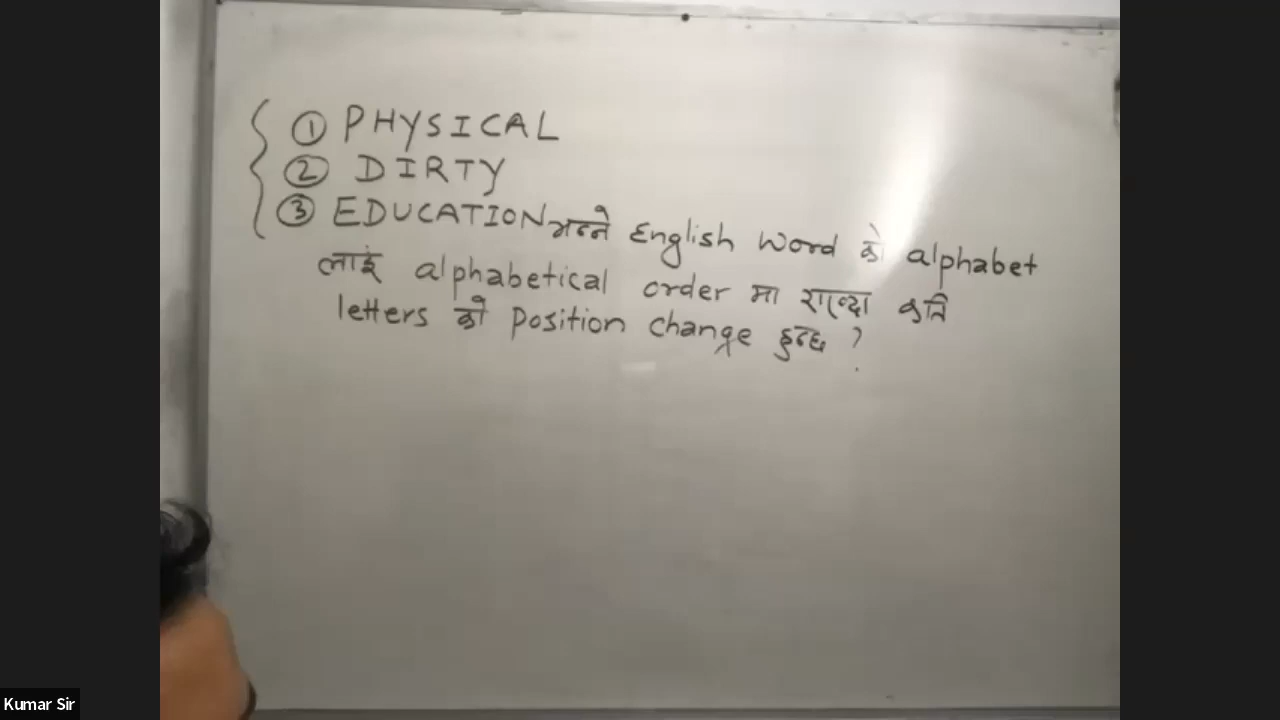 ① PHYSICAL
② DIRTY
③ EDUCATION भन्ने English Word को alphabet
लाई alphabetical order मा राख्दा कति
letters को position change हुन्छ ?
Kumar Sir